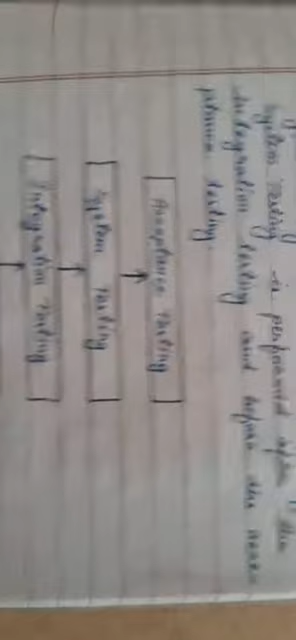 System Testing is performed after the
integration testing and before the accep-
ptance testing.
Integration Testing
System Testing
Acceptance Testing